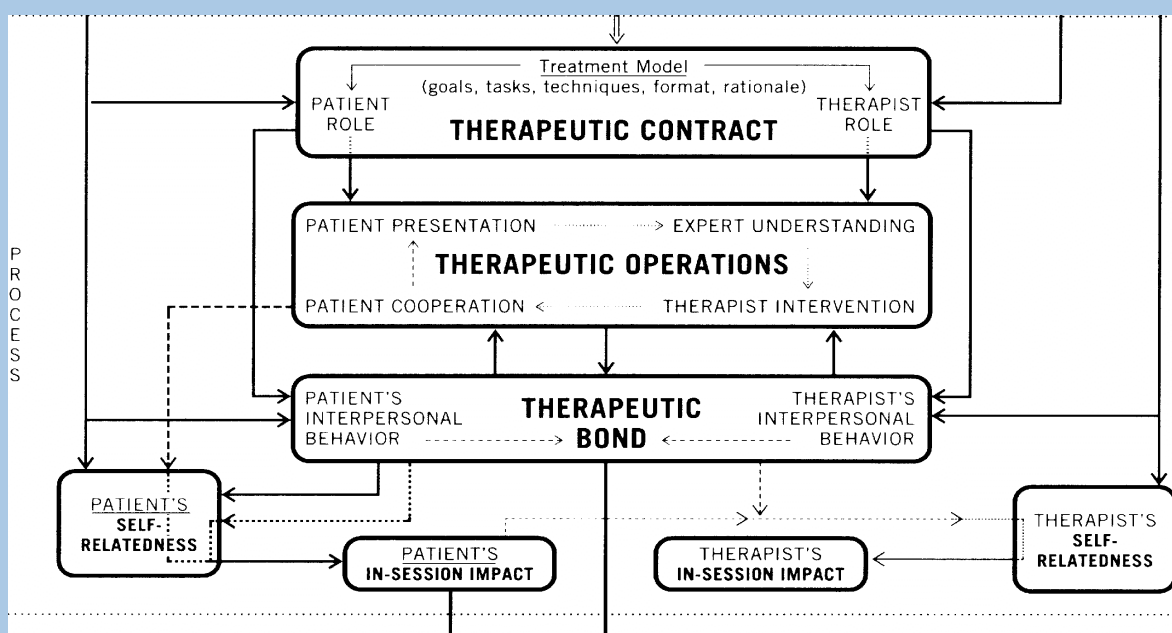 Treatment Model
(goals, tasks, techniques, format, rationale)
PATIENT
ROLE
THERAPIST
ROLE
THERAPEUTIC CONTRACT
PATIENT PRESENTATION
EXPERT UNDERSTANDING
THERAPEUTIC OPERATIONS
PATIENT COOPERATION
THERAPIST INTERVENTION
PROCESS
PATIENT'S
INTERPERSONAL
BEHAVIOR
THERAPEUTIC
BOND
THERAPIST'S
INTERPERSONAL
BEHAVIOR
PATIENT'S
SELF-
RELATEDNESS
PATIENT'S
IN-SESSION IMPACT
THERAPIST'S
IN-SESSION IMPACT
THERAPIST'S
SELF-
RELATEDNESS